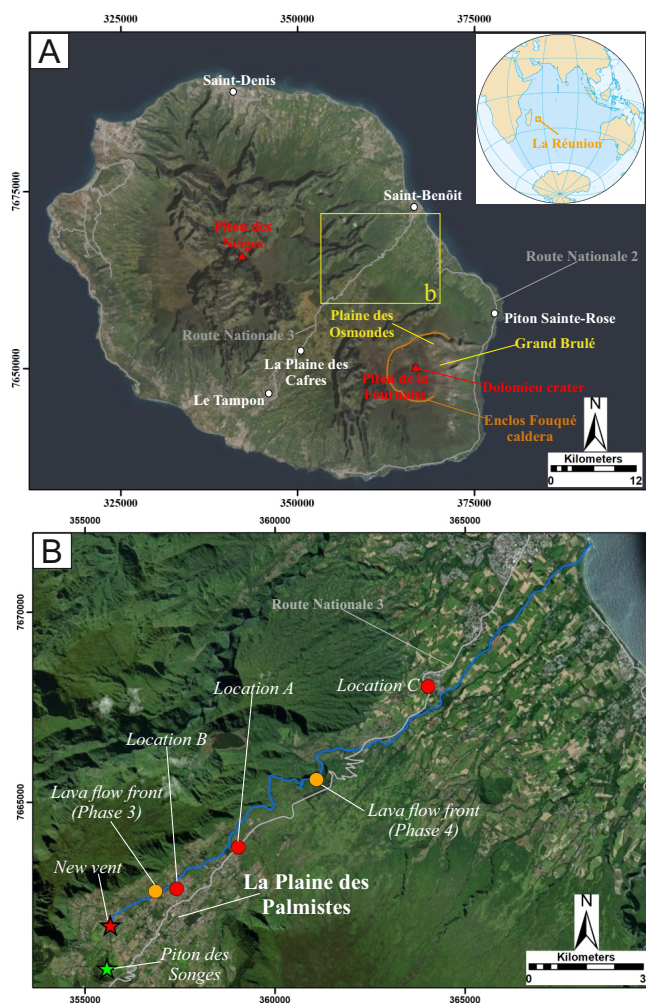 325000
350000
375000
A
Saint-Denis
La Réunion
7675000
Saint-Benôit
Piton des
Neiges
Route Nationale 2
b
Plaine des
Osmondes
Piton Sainte-Rose
Route Nationale 3
Grand Brulé
7650000
La Plaine des
Cafres
Piton de la
Fournaise
Dolomien crater
Le Tampon
Enclos Fouqué
caldera
N
Kilometers
0
12
325000
350000
375000
355000
360000
365000
B
7670000
Route Nationale 3
Location A
Location C
Location B
Lava flow front
(Phase 3)
7665000
Lava flow front
(Phase 4)
New vent
La Plaine des
Palmistes
Piton des
Songes
N
Kilometers
0
3
355000
360000
365000